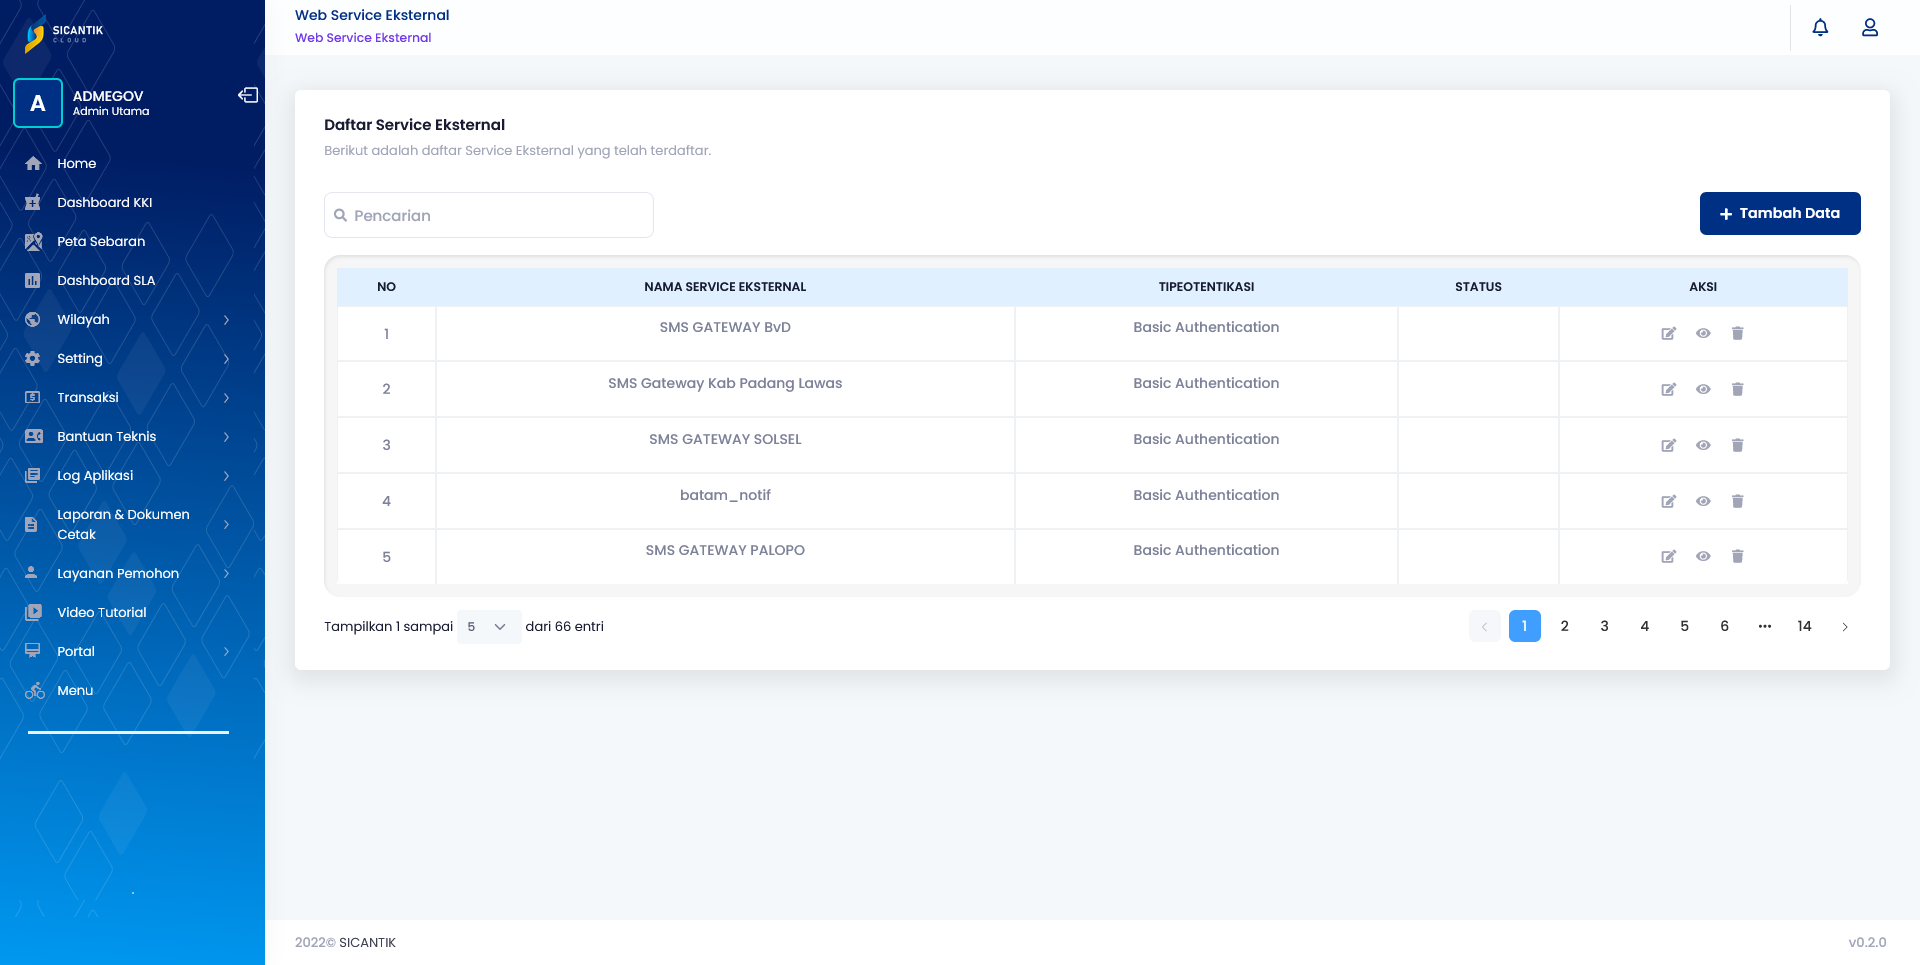 SICANTIK
CLOUD
A
ADMEGOV
Admin Utama
Home
Dashboard KKI
Peta Sebaran
Dashboard SLA
Wilayah
Setting
Transaksi
Bantuan Teknis
Log Aplikasi
Laporan & Dokumen
Cetak
Layanan Pemohon
Video Tutorial
Portal
Menu
Web Service Eksternal
Web Service Eksternal
Daftar Service Eksternal
Berikut adalah daftar Service Eksternal yang telah terdaftar.
Pencarian
+ Tambah Data
NO NAMA SERVICE EKSTERNAL TIPEOTENTIKASI STATUS AKSI
1 SMS GATEWAY BvD Basic Authentication
2 SMS Gateway Kab Padang Lawas Basic Authentication
3 SMS GATEWAY SOLSEL Basic Authentication
4 batam_notif Basic Authentication
5 SMS GATEWAY PALOPO Basic Authentication
Tampilkan 1 sampai 5 dari 66 entri
1 2 3 4 5 6 ••• 14
2022© SICANTIK
v0.2.0